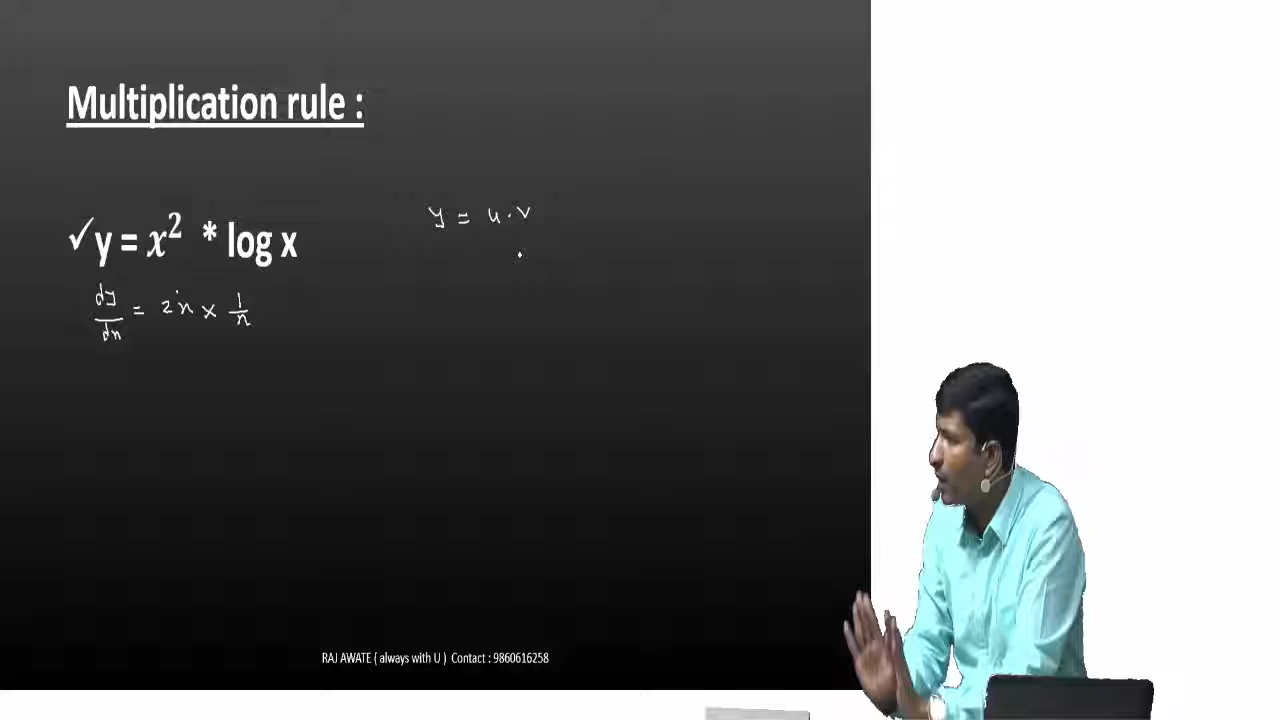 Multiplication rule :
✓y = x² * log x
y = u · v
dy/dx = 2x × 1/x
RAJ AWATE ( always with U ) Contact : 9860616258